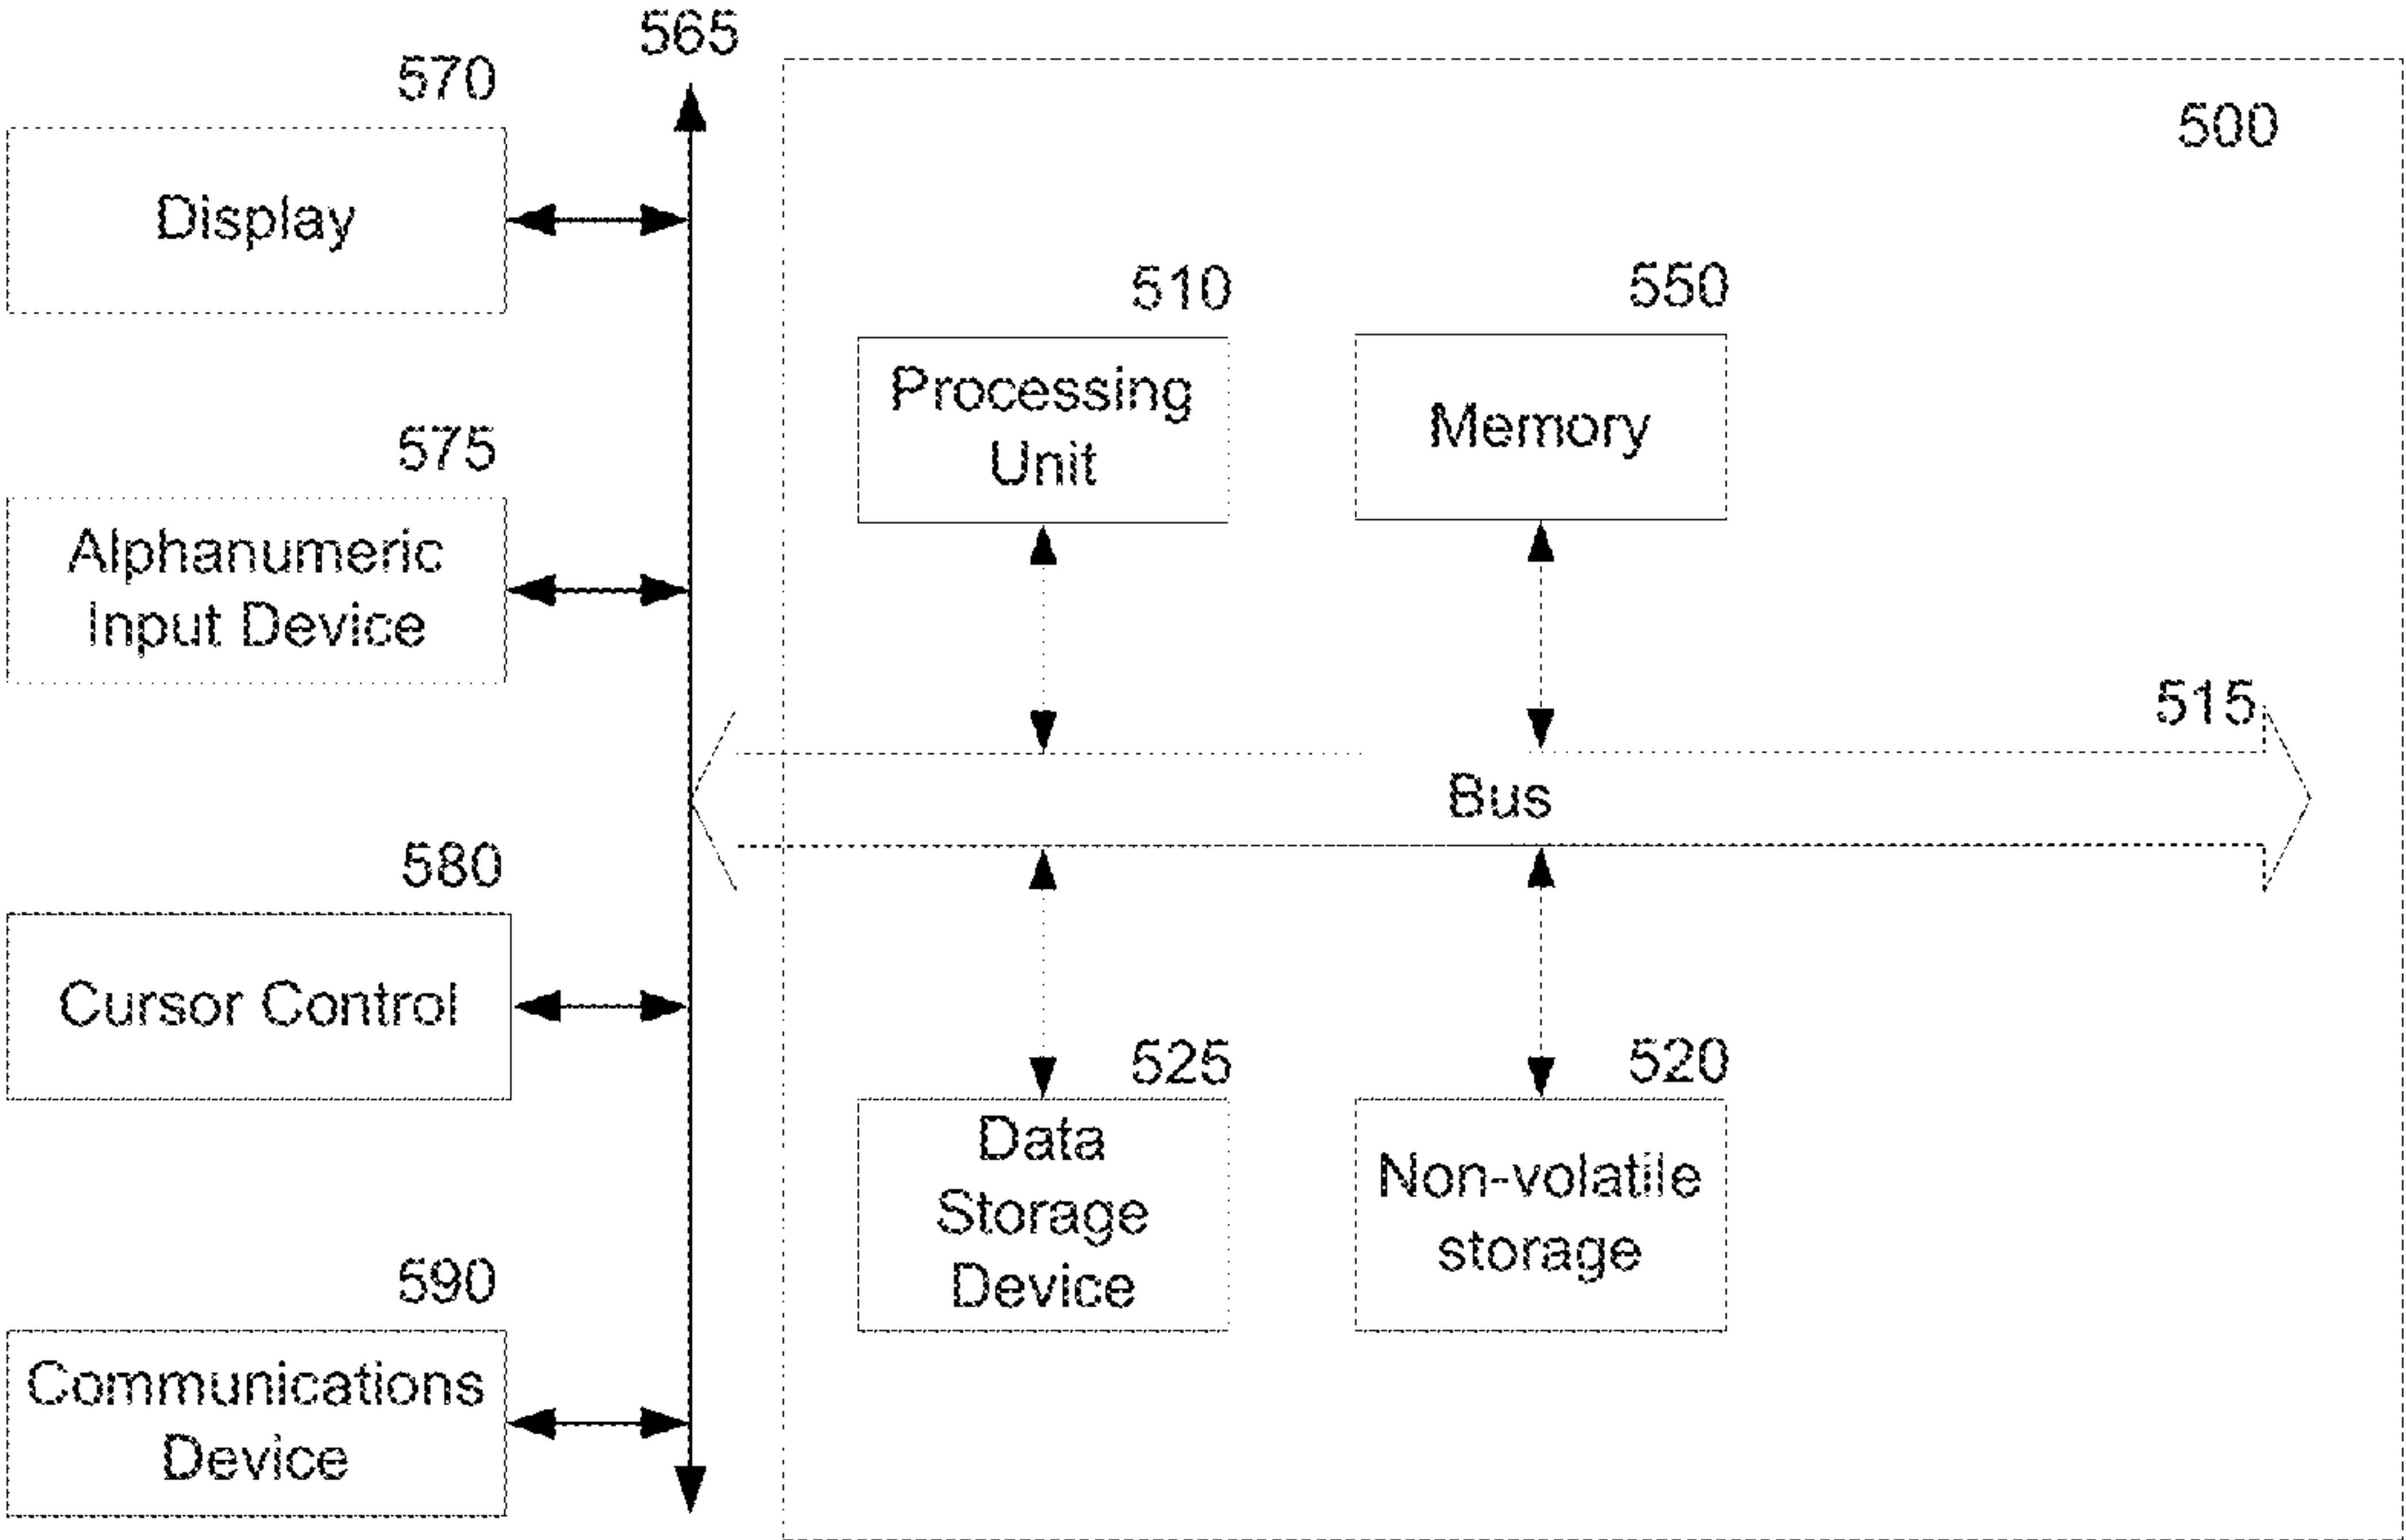 565
570
500
Display
510
550
Processing
Unit
Memory
575
Alphanumeric
Input Device
515
Bus
580
Cursor Control
525
520
Data
Storage
Device
Non-volatile
storage
590
Communications
Device